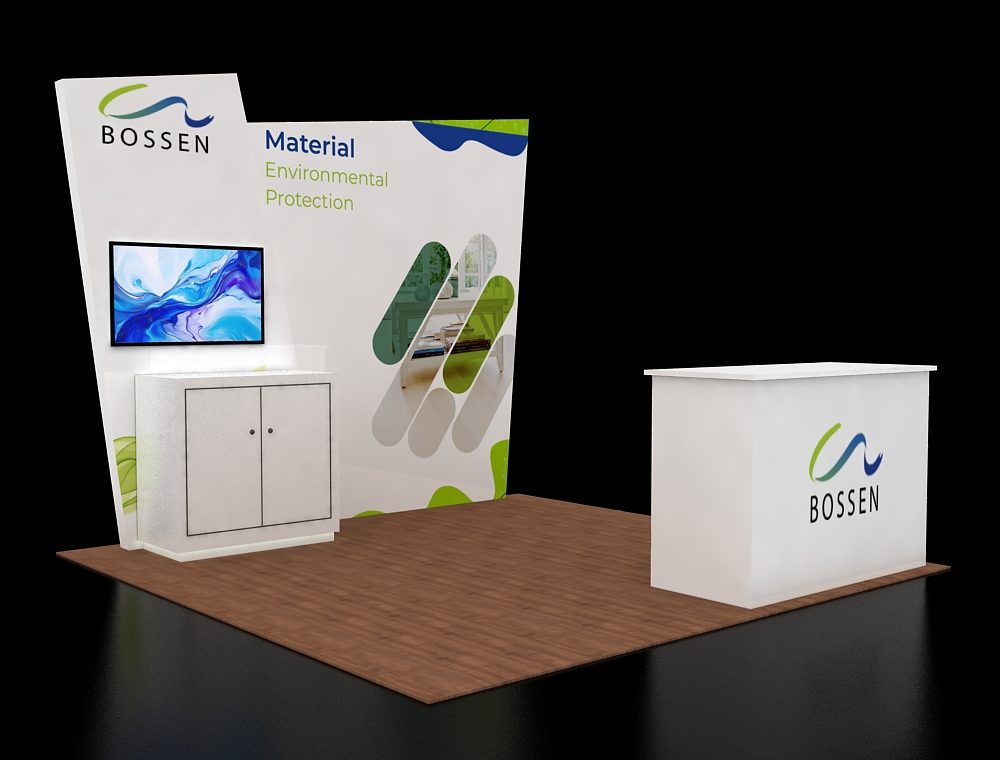 BOSSEN
Material
Environmental
Protection
BOSSEN